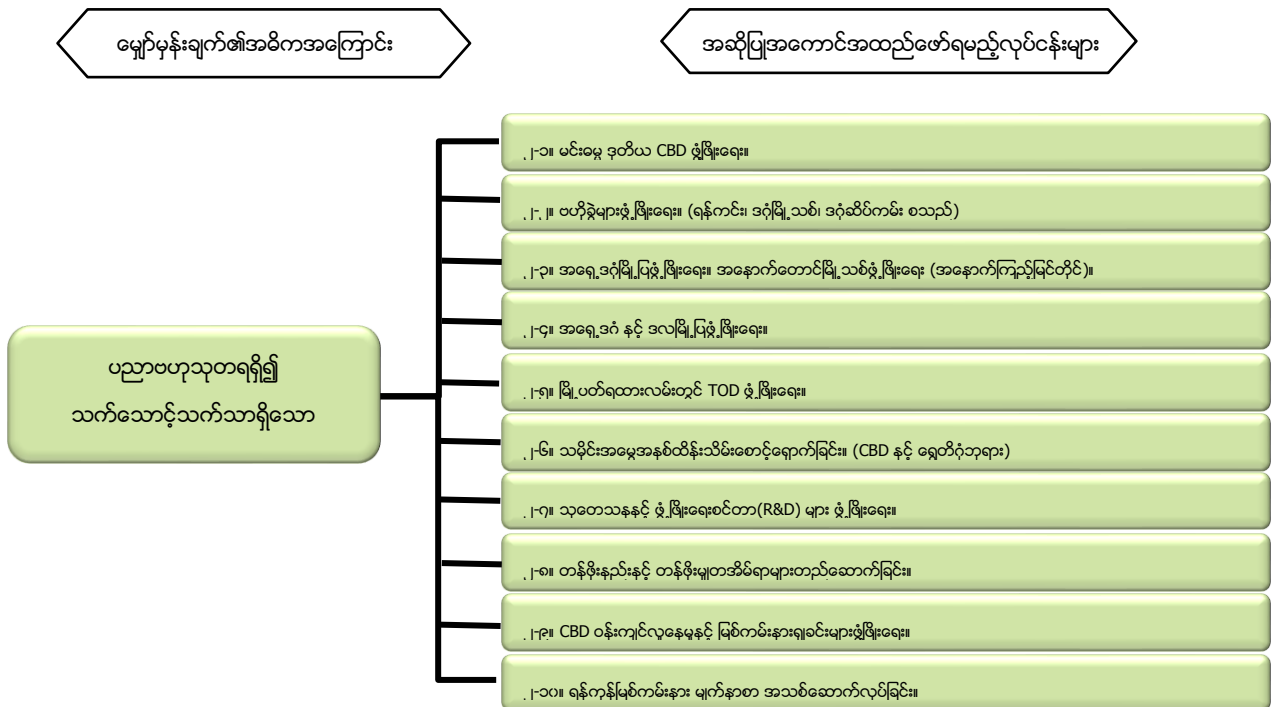 မျှော်မှန်းချက်၏အဓိကအကြောင်း
အဆိုပြုအကောင်အထည်ဖော်ရမည့်လုပ်ငန်းများ
ပညာဗဟုသုတရရှိ၍
သက်သောင့်သက်သာရှိသော
၂-၁။ မင်းဓမ္မ ဒုတိယ CBD ဖွံ့ဖြိုးရေး။
၂-၂။ ဗဟိုခွဲများဖွံ့ဖြိုးရေး။ (ရန်ကင်း၊ ဒဂုံမြို့သစ်၊ ဒဂုံဆိပ်ကမ်း စသည်)
၂-၃။ အရှေ့ဒဂုံမြို့ပြဖွံ့ဖြိုးရေး။ အနောက်တောင်မြို့သစ်ဖွံ့ဖြိုးရေး (အနောက်ကြည့်မြင်တိုင်)။
၂-၄။ အရှေ့ဒဂုံ နှင့် ဒလမြို့ပြဖွံ့ဖြိုးရေး။
၂-၅။ မြို့ပတ်ရထားလမ်းတွင် TOD ဖွံ့ဖြိုးရေး။
၂-၆။ သမိုင်းအမွေအနှစ်ထိန်းသိမ်းစောင့်ရှောက်ခြင်း။ (CBD နှင့် ရွှေတိဂုံဘုရား)
၂-၇။ သုတေသနနှင့် ဖွံ့ဖြိုးရေးစင်တာ(R&D) များ ဖွံ့ဖြိုးရေး။
၂-၈။ တန်ဖိုးနည်းနှင့် တန်ဖိုးမျှတအိမ်ရာများတည်ဆောက်ခြင်း။
၂-၉။ CBD ဝန်းကျင်လူနေမှုနှင့် မြစ်ကမ်းနားရှုခင်းများဖွံ့ဖြိုးရေး။
၂-၁၀။ ရန်ကုန်မြစ်ကမ်းနား မျက်နှာစာ အသစ်ဆောက်လုပ်ခြင်း။